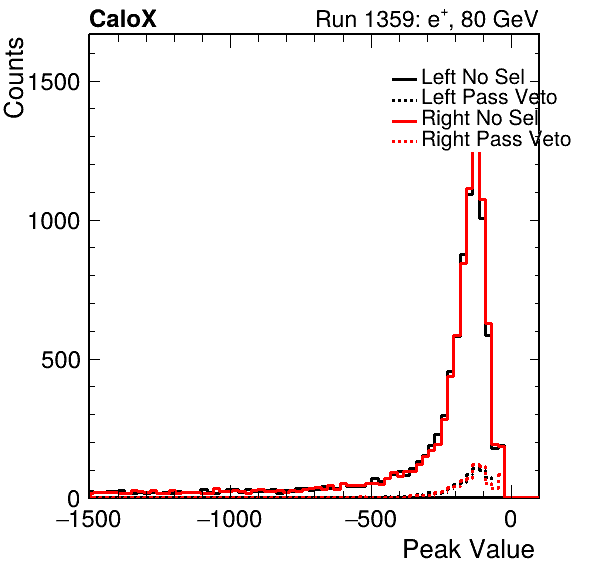 CaloX Run 1359: e⁺, 80 GeV
Counts
1500
1000
500
0
Left No Sel
Left Pass Veto
Right No Sel
Right Pass Veto
−1500 −1000 −500 0
Peak Value